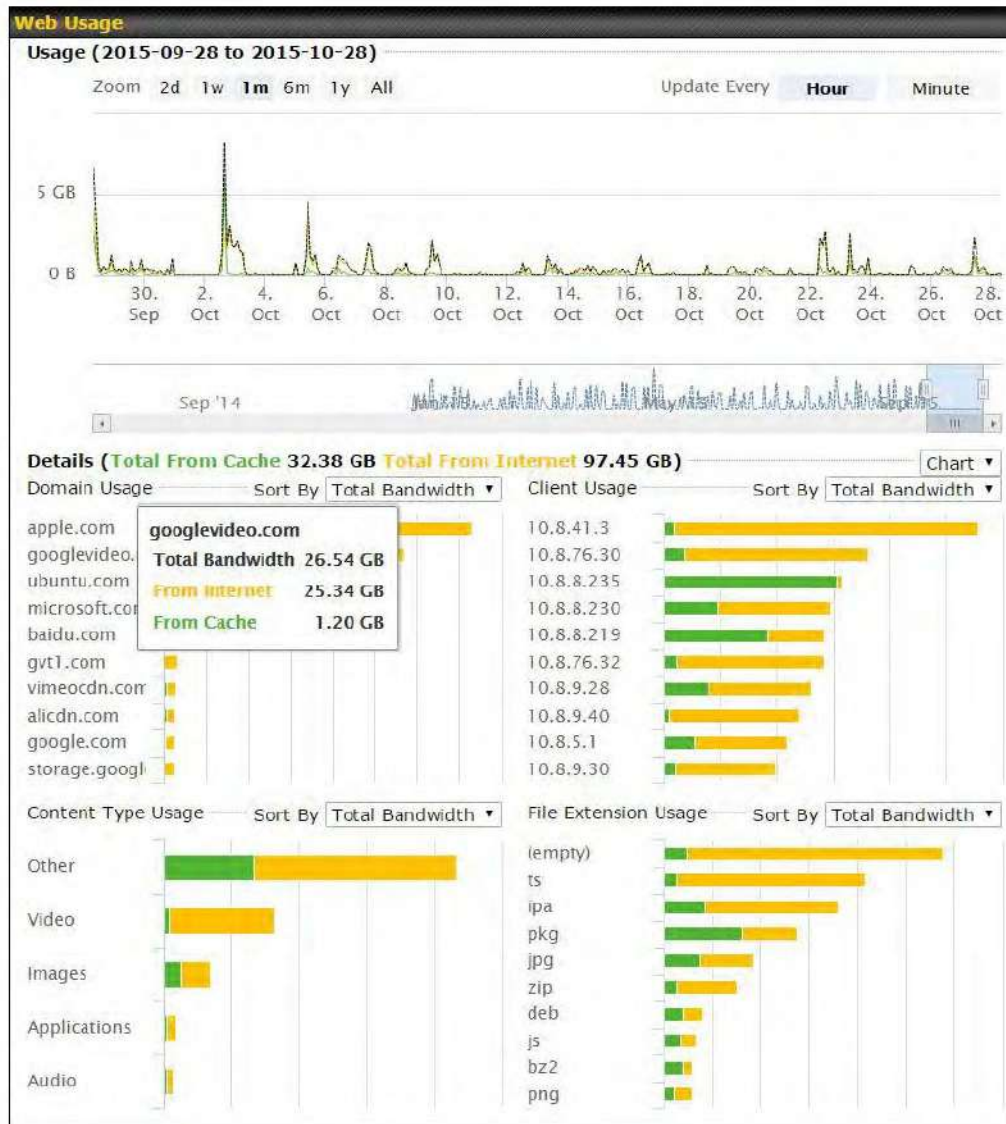 Web Usage
Usage (2015-09-28 to 2015-10-28)
Zoom 2d 1w 1m 6m 1y All Update Every Hour Minute
5 GB
0 B
30. 2. 4. 6. 8. 10. 12. 14. 16. 18. 20. 22. 24. 26. 28.
Sep Oct Oct Oct Oct Oct Oct Oct Oct Oct Oct Oct Oct Oct Oct
Sep '14
Details (Total From Cache 32.38 GB Total From Internet 97.45 GB) Chart
Domain Usage Sort By Total Bandwidth
apple.com
googlevideo.
ubuntu.com
microsoft.cor
baidu.com
gvt1.com
vimeocdn.com
alicdn.com
google.com
storage.googl
googlevideo.com
Total Bandwidth 26.54 GB
From Internet 25.34 GB
From Cache 1.20 GB
Client Usage Sort By Total Bandwidth
10.8.41.3
10.8.76.30
10.8.8.235
10.8.8.230
10.8.8.219
10.8.76.32
10.8.9.28
10.8.9.40
10.8.5.1
10.8.9.30
Content Type Usage Sort By Total Bandwidth
Other
Video
Images
Applications
Audio
File Extension Usage Sort By Total Bandwidth
(empty)
ts
ipa
pkg
jpg
zip
deb
js
bz2
png